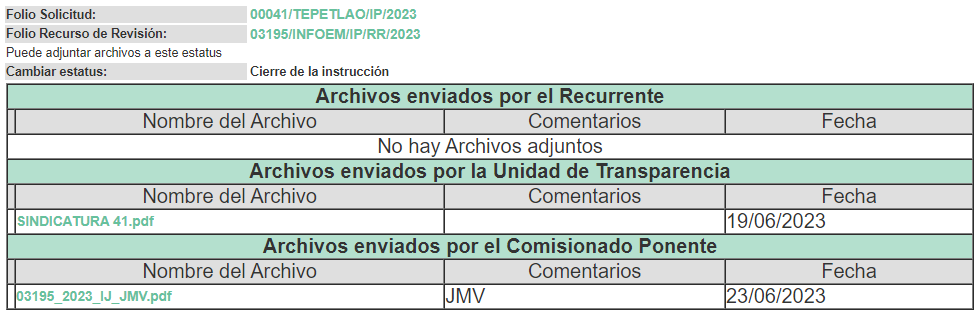 Folio Solicitud: 00041/TEPETLAO/IP/2023
Folio Recurso de Revisión: 03195/INFOEM/IP/RR/2023
Puede adjuntar archivos a este estatus
Cambiar estatus: Cierre de la instrucción
Archivos enviados por el Recurrente
Nombre del Archivo Comentarios Fecha
No hay Archivos adjuntos
Archivos enviados por la Unidad de Transparencia
Nombre del Archivo Comentarios Fecha
SINDICATURA 41.pdf 19/06/2023
Archivos enviados por el Comisionado Ponente
Nombre del Archivo Comentarios Fecha
03195_2023_IJ_JMV.pdf JMV 23/06/2023